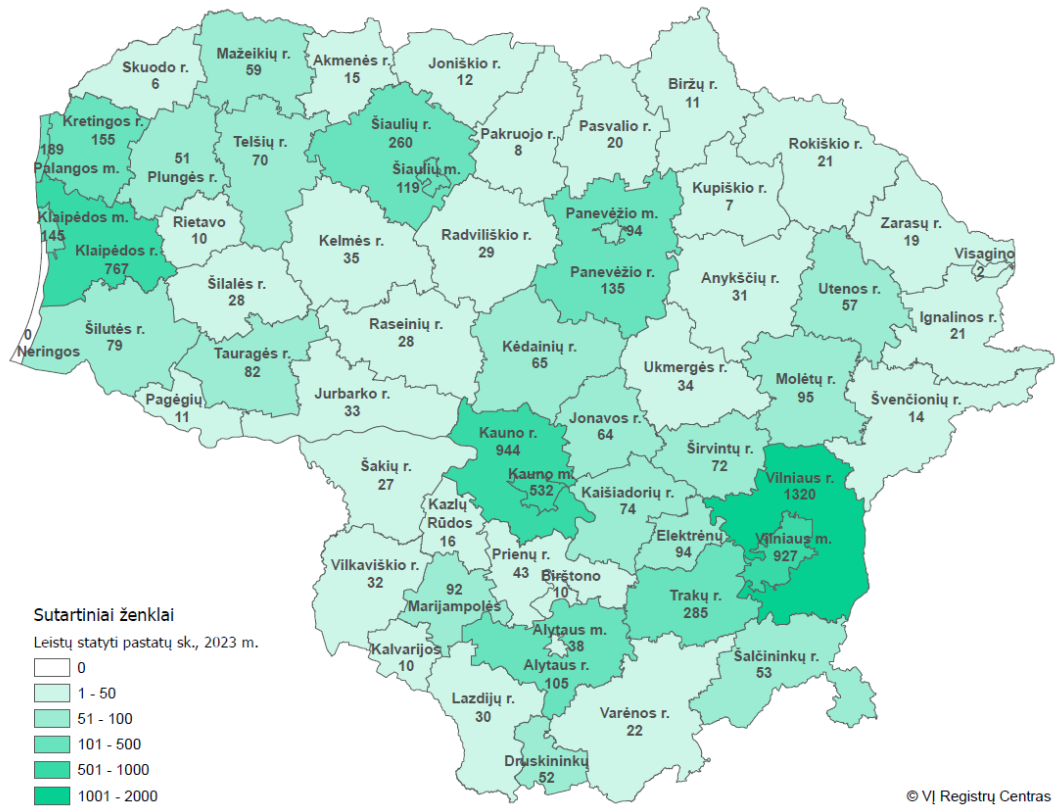 Skuodo r.
6
Mažeikių r.
59
Akmenės r.
15
Joniškio r.
12
Biržų r.
11
Kretingos r.
155
189
Palangos m.
51
Plungės r.
Telšių r.
70
Šiaulių r.
260
Šiaulių m.
119
Pakruojo r.
8
Pasvalio r.
20
Rokiškio r.
21
Kupiškio r.
7
Klaipėdos m.
145
Klaipėdos r.
767
Rietavo
10
Kelmės r.
35
Radviliškio r.
29
Panevėžio m.
94
Panevėžio r.
135
Anykščių r.
31
Zarasų r.
19
Visagino
2
Utenos r.
57
Ignalinos r.
21
Šilalės r.
28
0
Neringos
Šilutės r.
79
Tauragės r.
82
Raseinių r.
28
Kėdainių r.
65
Ukmergės r.
34
Molėtų r.
95
Švenčionių r.
14
Pagėgių
11
Jurbarko r.
33
Kauno r.
944
Kauno m.
532
Jonavos r.
64
Širvintų r.
72
Vilniaus r.
1320
Vilniaus m.
927
Šakių r.
27
Kazlų
Rūdos
16
Kaišiadorių r.
74
Elektrėnų
94
Vilkaviškio r.
32
92
Marijampolės
Prienų r.
43
Birštono
10
Trakų r.
285
Alytaus m.
38
Alytaus r.
105
Kalvarijos
10
Šalčininkų r.
53
Lazdijų r.
30
Varėnos r.
22
Druskininkų
52
Sutartiniai ženklai
Leistų statyti pastatų sk., 2023 m.
0
1 - 50
51 - 100
101 - 500
501 - 1000
1001 - 2000
© VĮ Registrų Centras